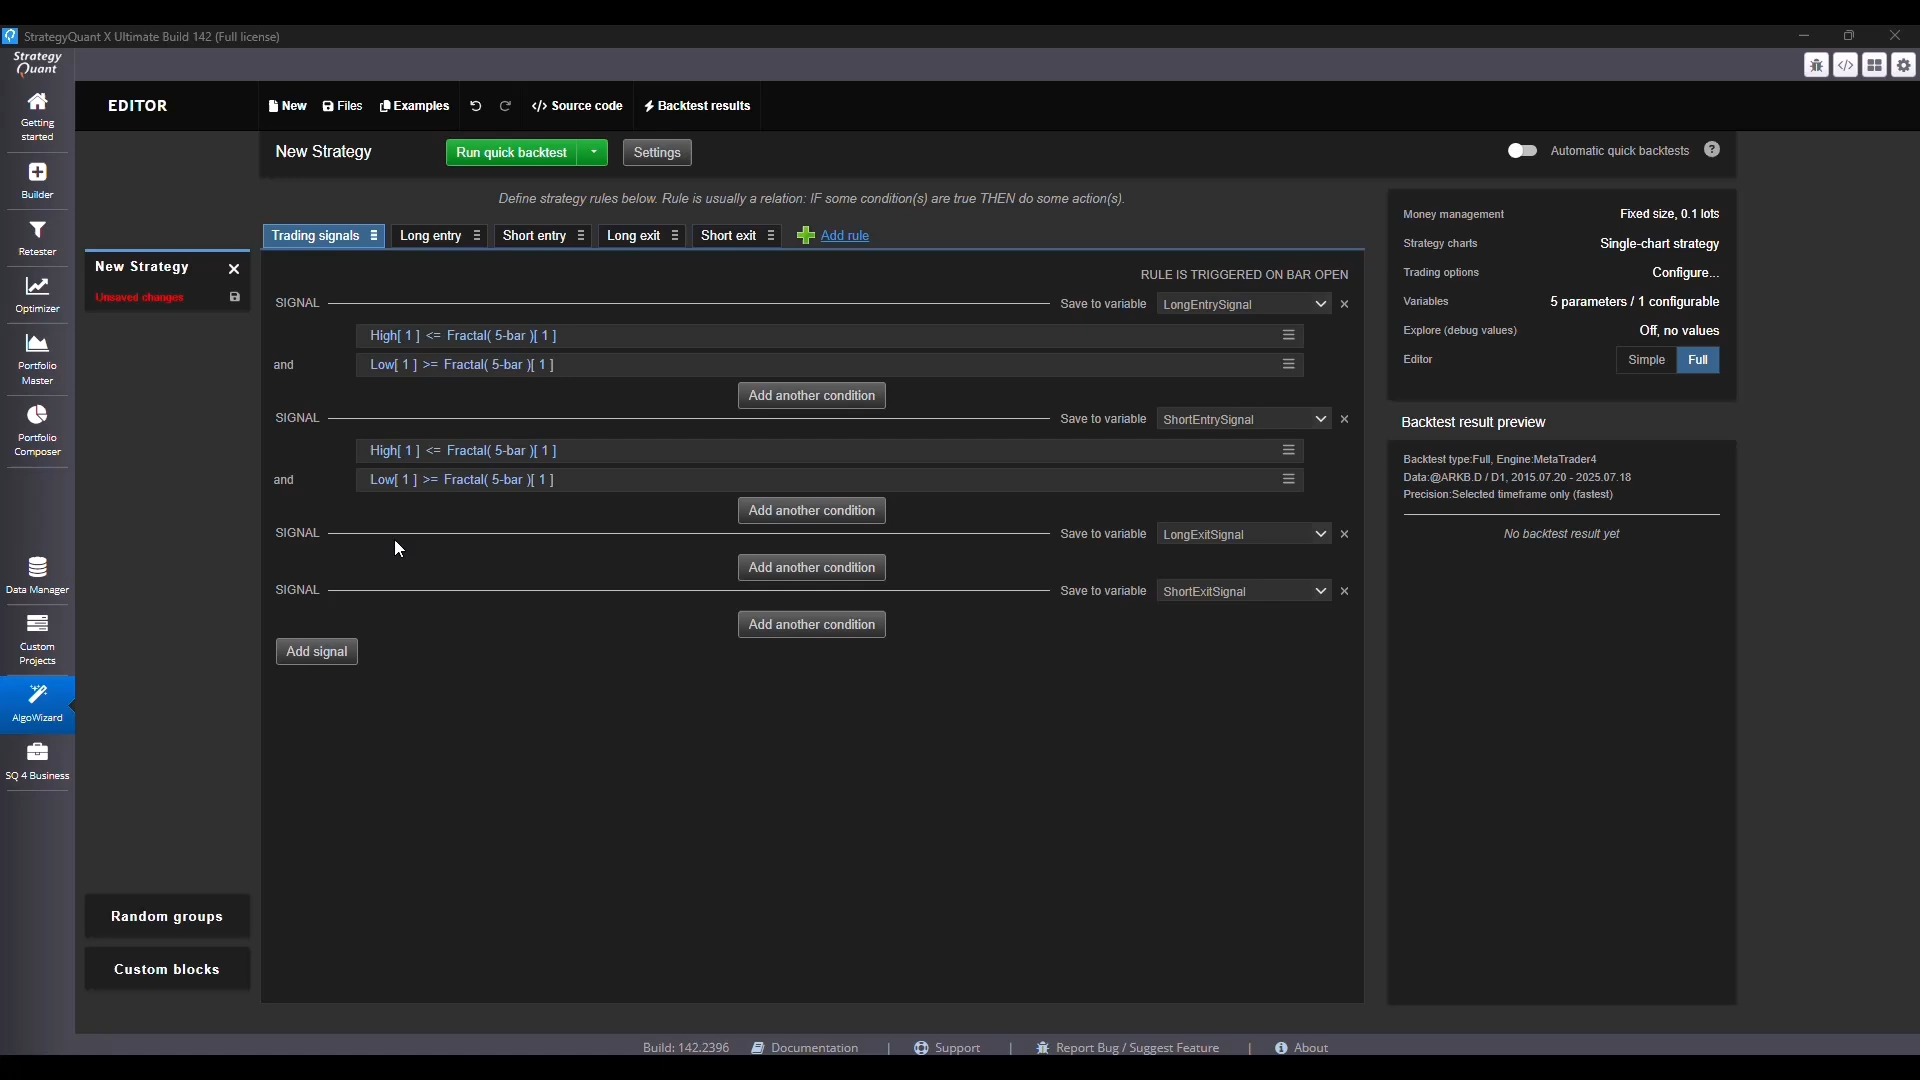 StrategyQuant X Ultimate Build 142 (Full license)
Strategy
Quant
EDITOR
New
Files
Examples
</> Source code
Backtest results
Getting
started
Builder
Retester
Optimizer
Portfolio
Master
Portfolio
Composer
Data Manager
Custom
Projects
AlgoWizard
SQ 4 Business
New Strategy
Unsaved changes
Random groups
Custom blocks
New Strategy
Run quick backtest
Settings
Automatic quick backtests ?
Define strategy rules below. Rule is usually a relation: IF some condition(s) are true THEN do some action(s).
Trading signals
Long entry
Short entry
Long exit
Short exit
Add rule
RULE IS TRIGGERED ON BAR OPEN
SIGNAL Save to variable LongEntrySignal
High[ 1 ] <= Fractal( 5-bar )[ 1 ]
and Low[ 1 ] >= Fractal( 5-bar )[ 1 ]
Add another condition
SIGNAL Save to variable ShortEntrySignal
High[ 1 ] <= Fractal( 5-bar )[ 1 ]
and Low[ 1 ] >= Fractal( 5-bar )[ 1 ]
Add another condition
SIGNAL Save to variable LongExitSignal
Add another condition
SIGNAL Save to variable ShortExitSignal
Add another condition
Add signal
Money management Fixed size, 0.1 lots
Strategy charts Single-chart strategy
Trading options Configure...
Variables 5 parameters / 1 configurable
Explore (debug values) Off, no values
Editor Simple Full
Backtest result preview
Backtest type:Full, Engine:MetaTrader4
Data:@ARKB.D / D1, 2015.07.20 - 2025.07.18
Precision:Selected timeframe only (fastest)
No backtest result yet
Build: 142.2396 Documentation | Support | Report Bug / Suggest Feature | About